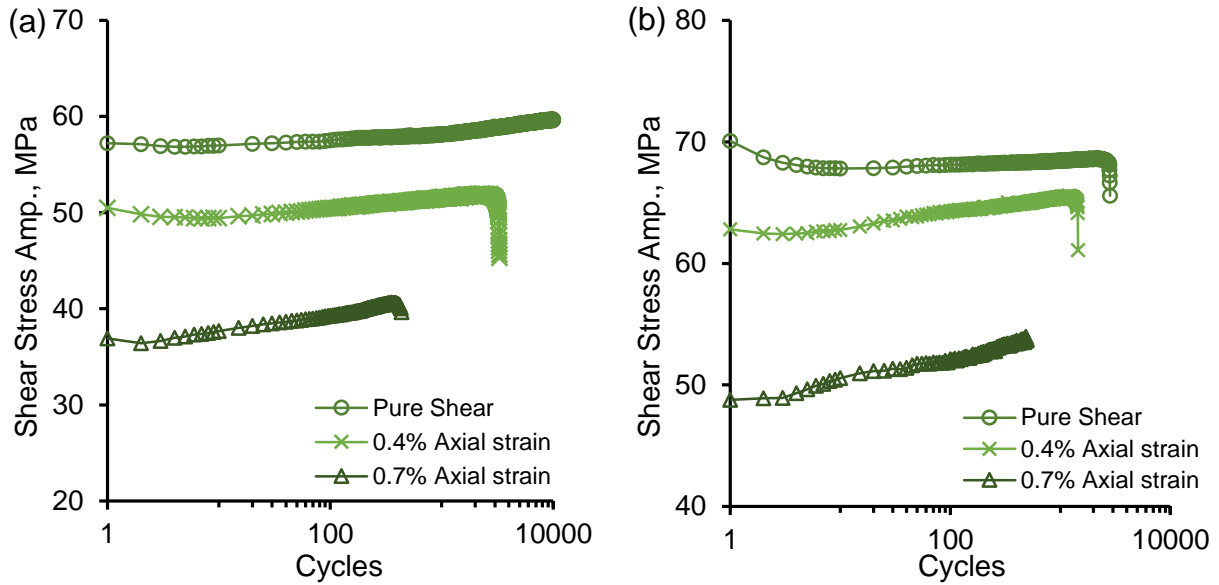 (a)
Shear Stress Amp., MPa
70
60
50
40
30
20
Pure Shear
0.4% Axial strain
0.7% Axial strain
1
100
10000
Cycles
(b)
Shear Stress Amp., MPa
80
70
60
50
40
Pure Shear
0.4% Axial strain
0.7% Axial strain
1
100
10000
Cycles